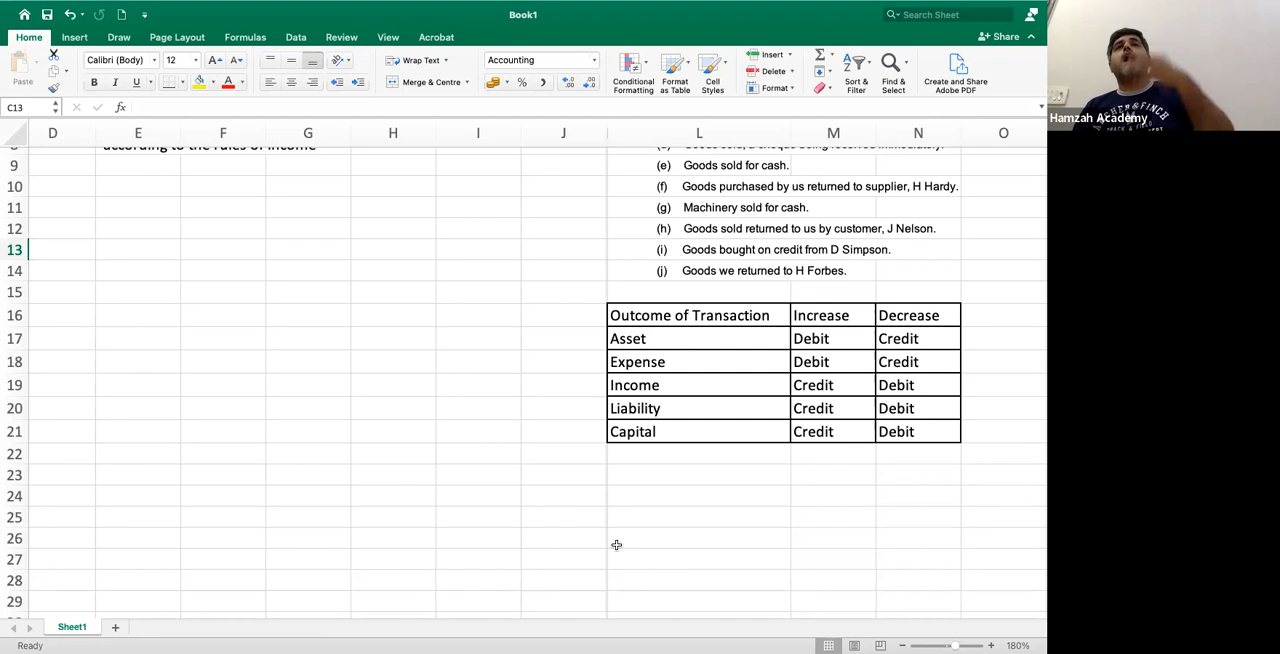 Book1
Search Sheet
Home Insert Draw Page Layout Formulas Data Review View Acrobat
Share
Paste
Calibri (Body) 12
B I U
Wrap Text
Merge & Centre
Accounting
Conditional Formatting
Format as Table
Cell Styles
Insert
Delete
Format
Sort & Filter
Find & Select
Create and Share Adobe PDF
C13 fx
D E F G H I J L M N O
according to the rules of income
9 (e) Goods sold for cash.
10 (f) Goods purchased by us returned to supplier, H Hardy.
11 (g) Machinery sold for cash.
12 (h) Goods sold returned to us by customer, J Nelson.
13 (i) Goods bought on credit from D Simpson.
14 (j) Goods we returned to H Forbes.
15
16 Outcome of Transaction Increase Decrease
17 Asset Debit Credit
18 Expense Debit Credit
19 Income Credit Debit
20 Liability Credit Debit
21 Capital Credit Debit
22
23
24
25
26
27
28
29
Sheet1
Ready
180%
Hamzah Academy